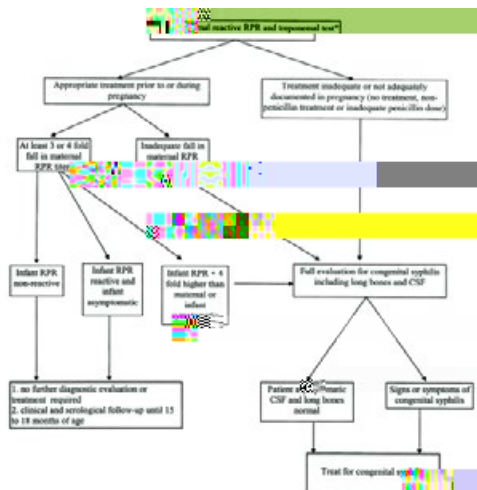 nal reactive RPR and treponemal test*
Appropriate treatment prior to or during
pregnancy
Treatment inadequate or not adequately
documented in pregnancy (no treatment, non-
penicillin treatment or inadequate penicillin dose)
At least 3 or 4 fold
fall in maternal
RPR titer
Inadequate fall in
maternal RPR
Infant RPR
non-reactive
Infant RPR
reactive and
infant
asymptomatic
Infant RPR 4
fold higher than
maternal or
infant
Full evaluation for congenital syphilis
including long bones and CSF
1. no further diagnostic evaluation or
treatment required
2. clinical and serological follow-up until 15
to 18 months of age
Patient
CSF and long bones
normal
Signs or symptoms of
congenital syphilis
Treat for congenital